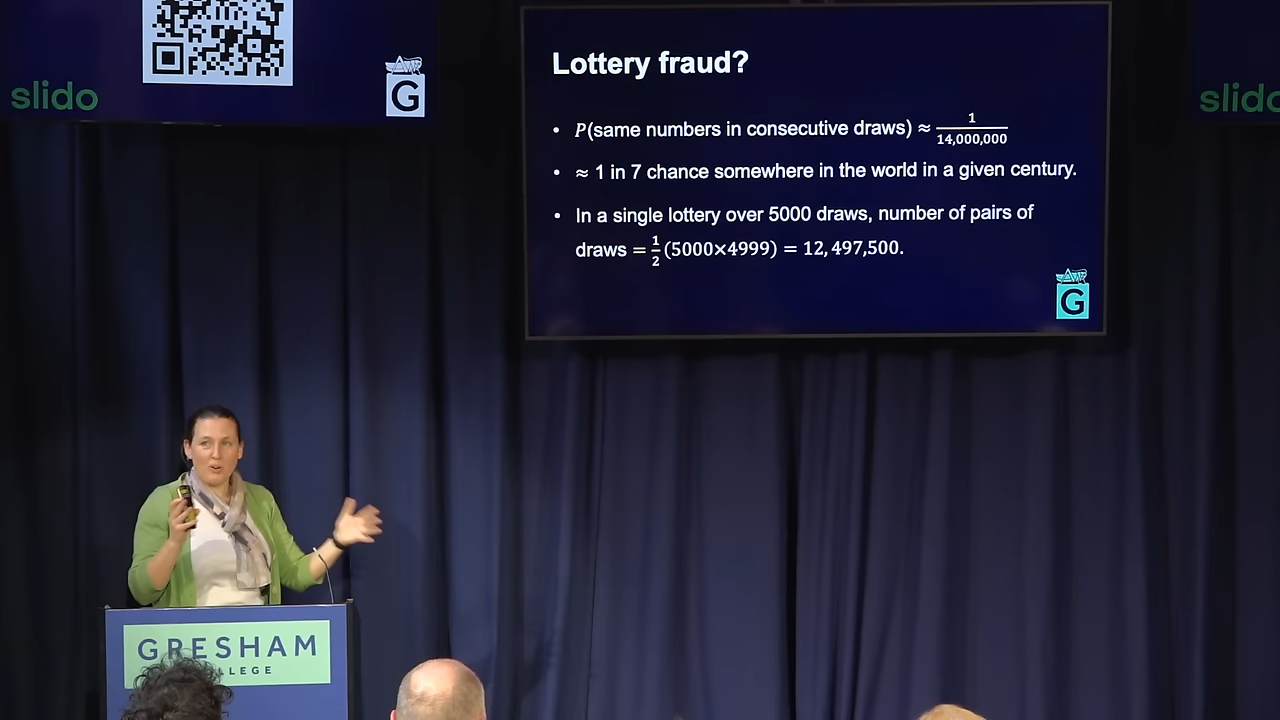 slido
G
Lottery fraud?
• P(same numbers in consecutive draws) ≈ 1/14,000,000
• ≈ 1 in 7 chance somewhere in the world in a given century.
• In a single lottery over 5000 draws, number of pairs of
draws = 1/2 (5000×4999) = 12,497,500.
G
slido
GRESHAM
LLEGE